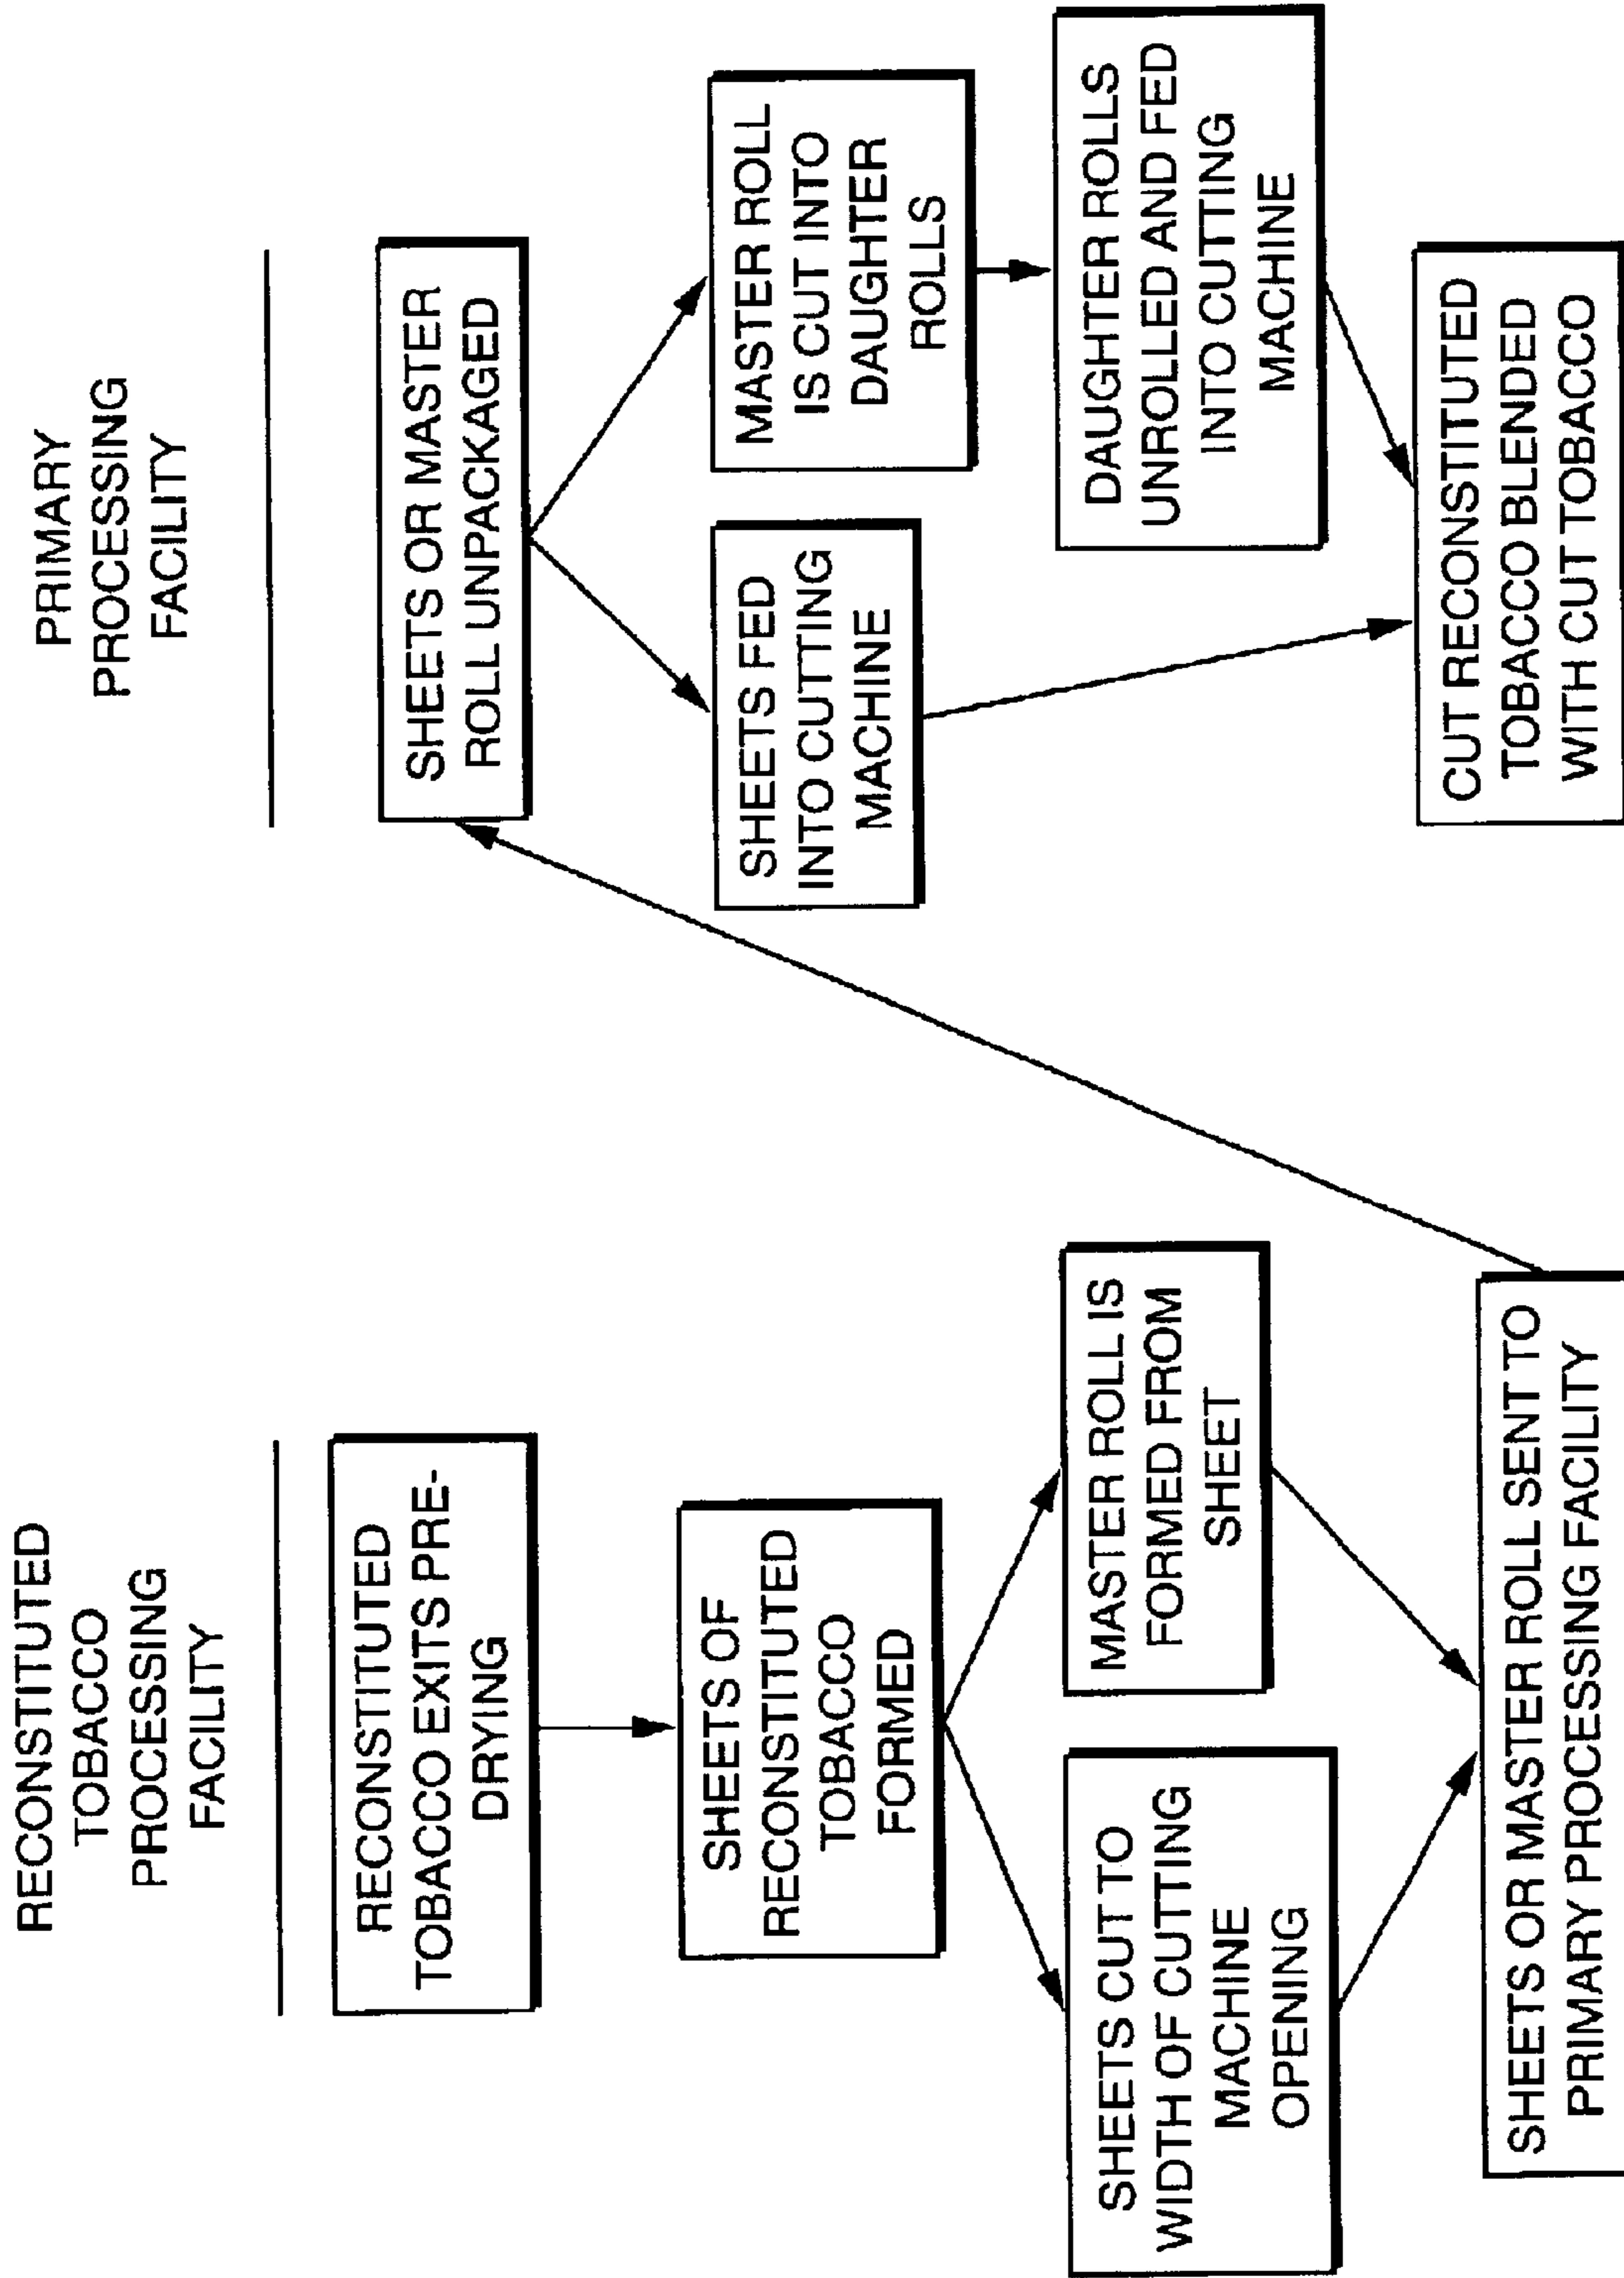 RECONSTITUTED
TOBACCO
PROCESSING
FACILITY
RECONSTITUTED
TOBACCO EXITS PRE-
DRYING
SHEETS OF
RECONSTITUTED
TOBACCO
FORMED
SHEETS CUT TO
WIDTH OF CUTTING
MACHINE
OPENING
MASTER ROLL IS
FORMED FROM
SHEET
SHEETS OR MASTER ROLL SENT TO
PRIMARY PROCESSING FACILITY
PRIMARY
PROCESSING
FACILITY
SHEETS OR MASTER
ROLL UNPACKAGED
SHEETS FED
INTO CUTTING
MACHINE
MASTER ROLL
IS CUT INTO
DAUGHTER
ROLLS
DAUGHTER ROLLS
UNROLLED AND FED
INTO CUTTING
MACHINE
CUT RECONSTITUTED
TOBACCO BLENDED
WITH CUT TOBACCO